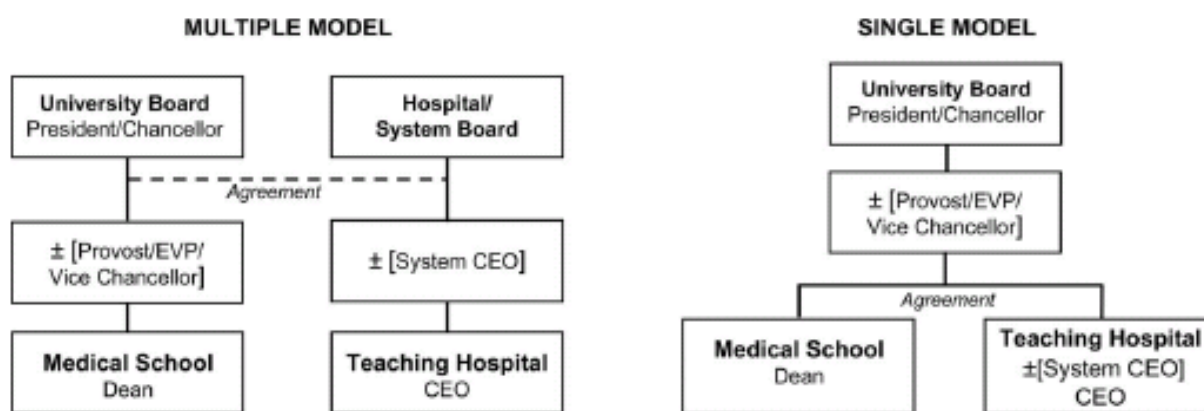 MULTIPLE MODEL
University Board
President/Chancellor
Hospital/
System Board
Agreement
± [Provost/EVP/
Vice Chancellor]
± [System CEO]
Medical School
Dean
Teaching Hospital
CEO
SINGLE MODEL
University Board
President/Chancellor
± [Provost/EVP/
Vice Chancellor]
Agreement
Medical School
Dean
Teaching Hospital
±[System CEO]
CEO